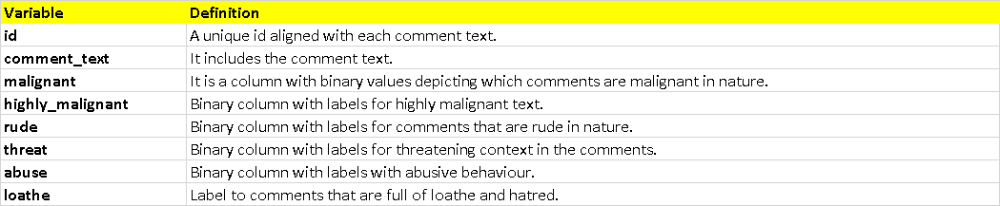 Variable Definition
id A unique id aligned with each comment text.
comment_text It includes the comment text.
malignant It is a column with binary values depicting which comments are malignant in nature.
highly_malignant Binary column with labels for highly malignant text.
rude Binary column with labels for comments that are rude in nature.
threat Binary column with labels for threatening context in the comments.
abuse Binary column with labels with abusive behaviour.
loathe Label to comments that are full of loathe and hatred.